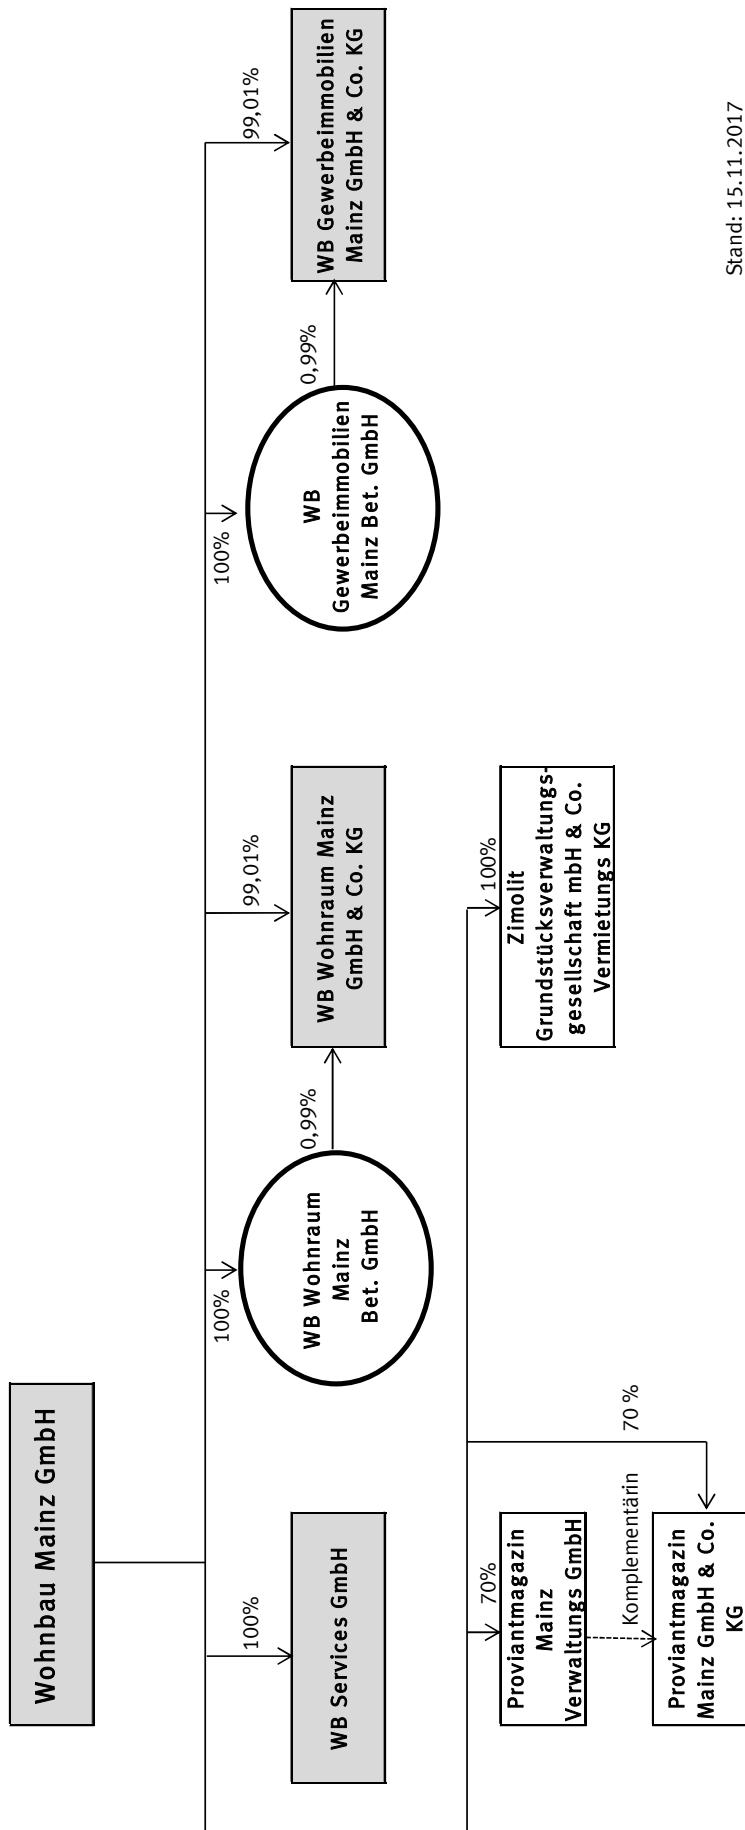 Wohnbau Mainz GmbH
100%
WB Services GmbH
100%
WB Wohnraum
Mainz
Bet. GmbH
0,99%
99,01%
WB Wohnraum Mainz
GmbH & Co. KG
100%
WB
Gewerbeimmobilien
Mainz Bet. GmbH
0,99%
99,01%
WB Gewerbeimmobilien
Mainz GmbH & Co. KG
70%
Proviantmagazin
Mainz
Verwaltungs GmbH
Komplementärin
70 %
Proviantmagazin
Mainz GmbH & Co.
KG
100%
Zimolit
Grundstücksverwaltungs-
gesellschaft mbH & Co.
Vermietungs KG
Stand: 15.11.2017